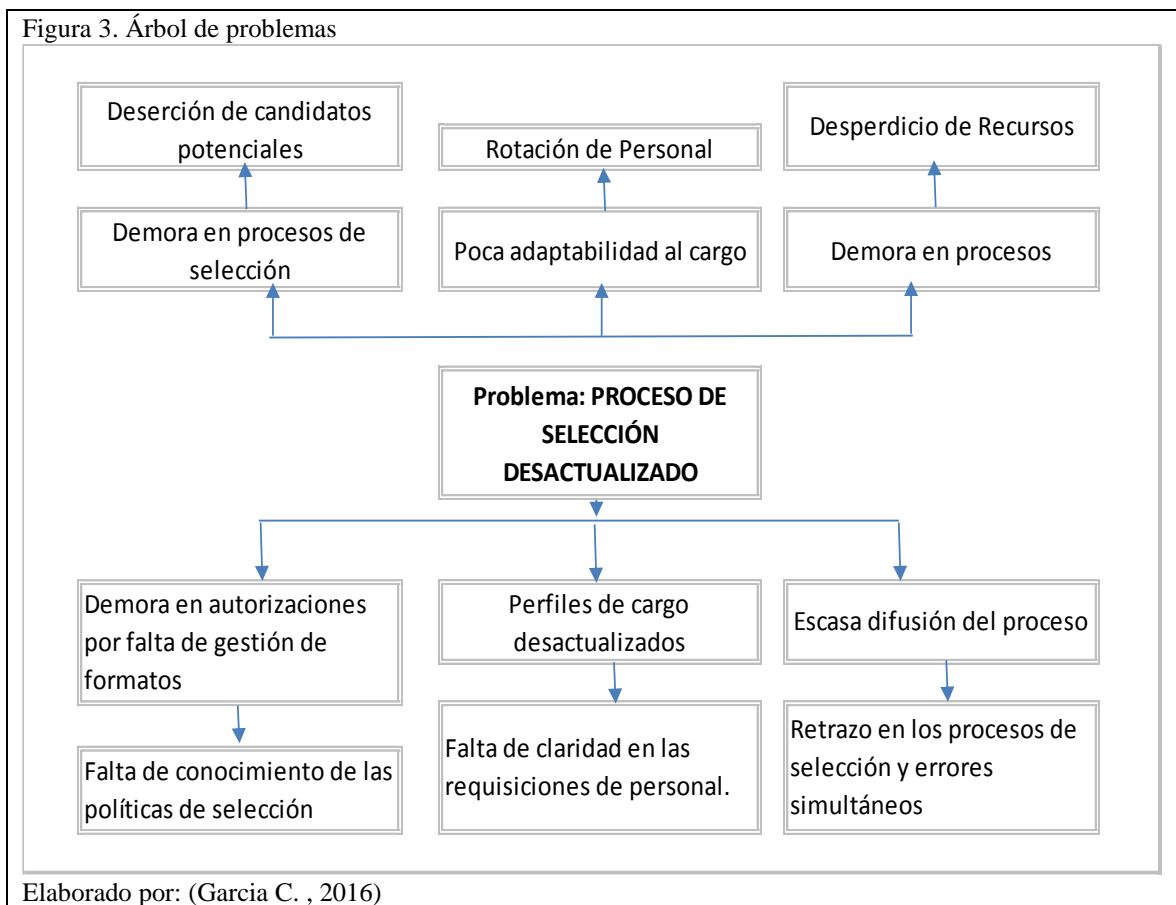 Figura 3. Árbol de problemas
Deserción de candidatos
potenciales
Rotación de Personal
Desperdicio de Recursos
Demora en procesos de
selección
Poca adaptabilidad al cargo
Demora en procesos
Problema: PROCESO DE
SELECCIÓN
DESACTUALIZADO
Demora en autorizaciones
por falta de gestión de
formatos
Perfiles de cargo
desactualizados
Escasa difusión del proceso
Falta de conocimiento de las
políticas de selección
Falta de claridad en las
requisiciones de personal.
Retrazo en los procesos de
selección y errores
simultáneos
Elaborado por: (Garcia C. , 2016)